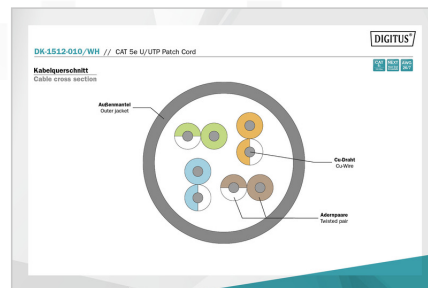 DIGITUS®
DK-1512-010/WH // CAT 5e U/UTP Patch Cord
Kabelquerschnitt
Cable cross section
Außenmantel
Outer jacket
Cu-Draht
Cu-Wire
Adernpaare
Twisted pair